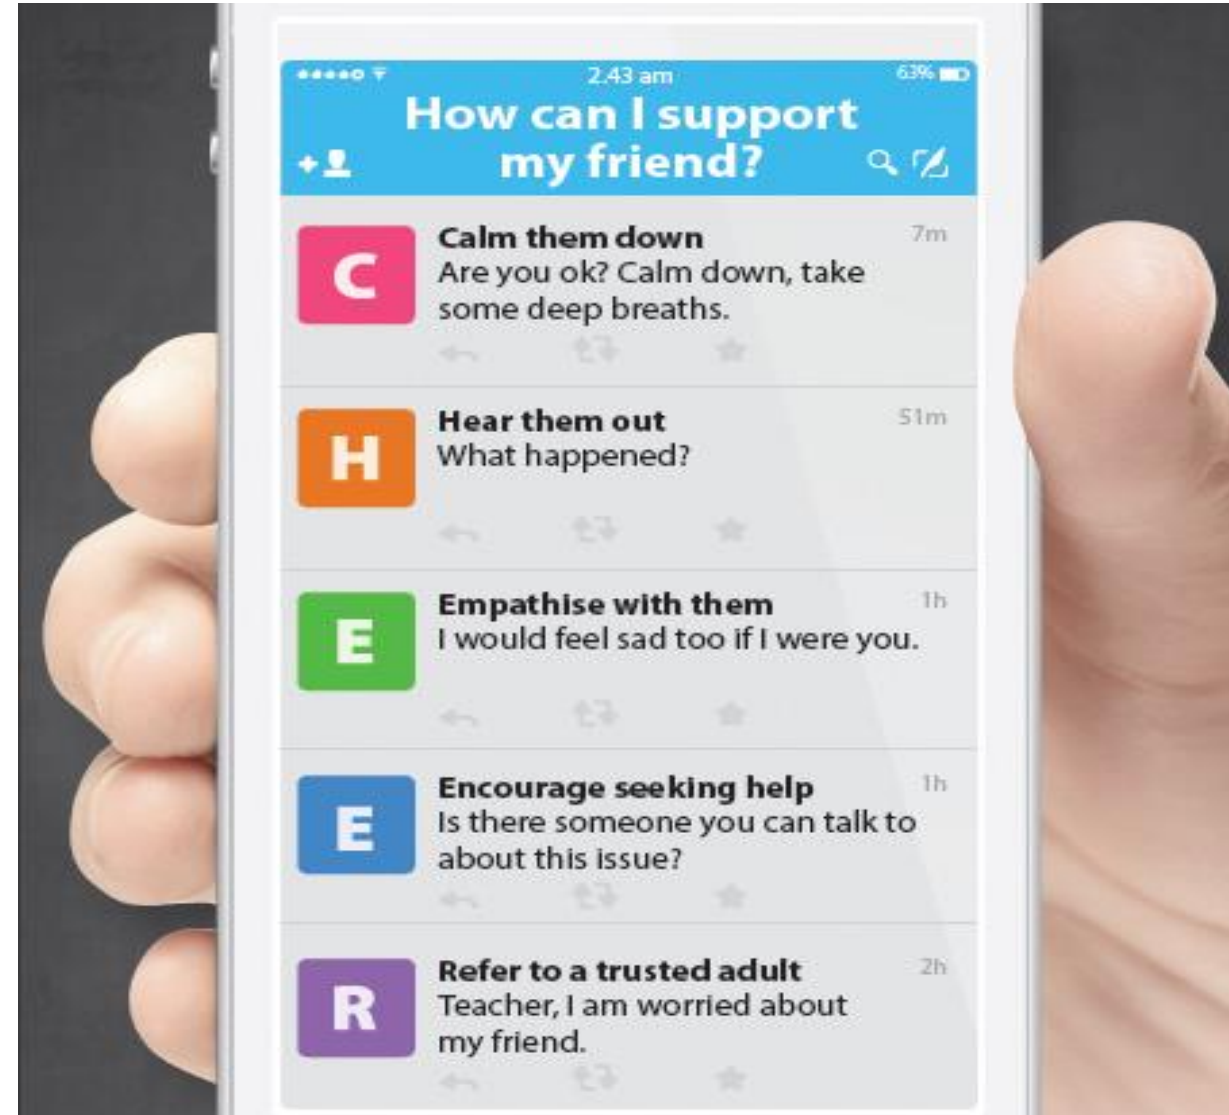 2.43 am
63%
How can I support
my friend?
C
Calm them down
7m
Are you ok? Calm down, take
some deep breaths.
H
Hear them out
51m
What happened?
E
Empathise with them
1h
I would feel sad too if I were you.
E
Encourage seeking help
1h
Is there someone you can talk to
about this issue?
R
Refer to a trusted adult
2h
Teacher, I am worried about
my friend.